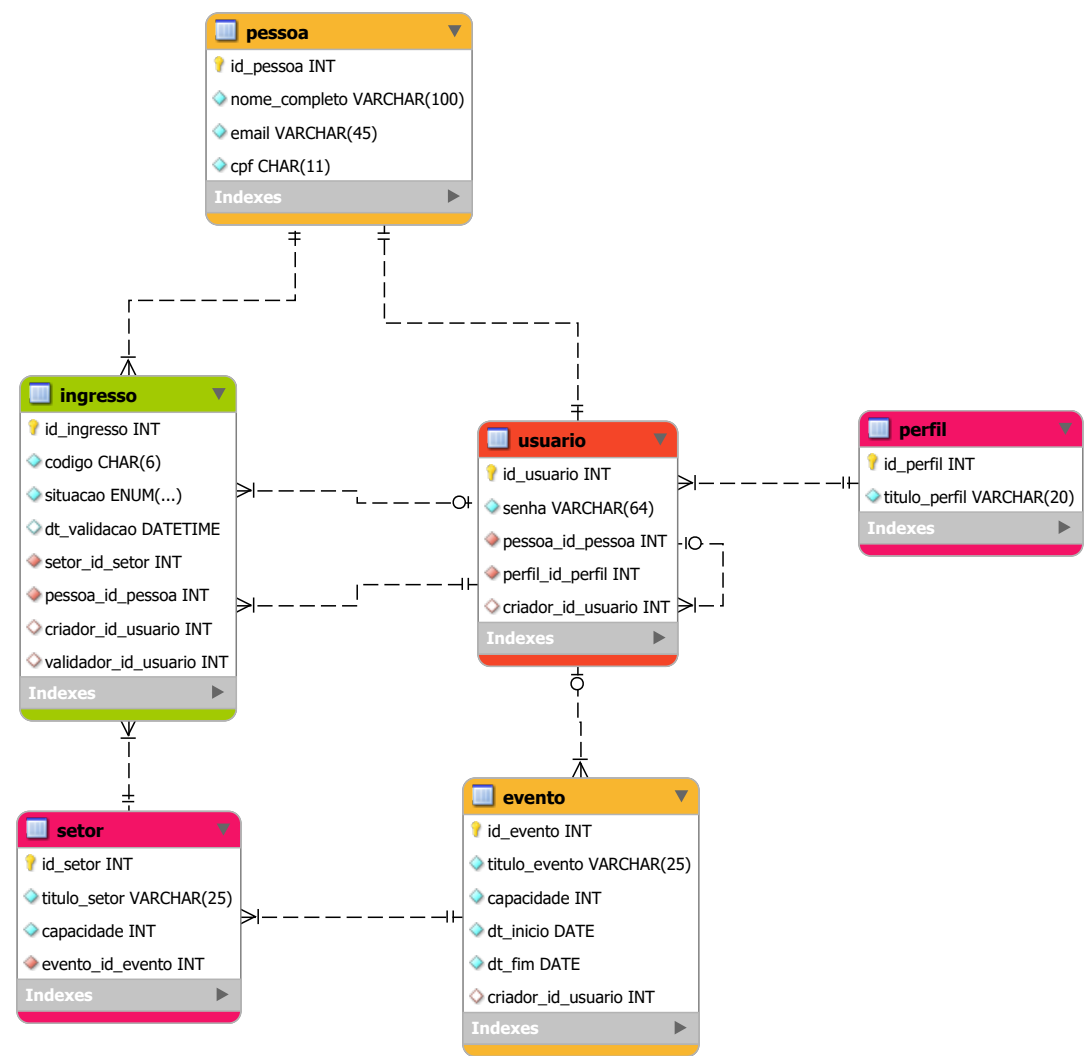 pessoa
id_pessoa INT
nome_completo VARCHAR(100)
email VARCHAR(45)
cpf CHAR(11)
Indexes
ingresso
id_ingresso INT
codigo CHAR(6)
situacao ENUM(...)
dt_validacao DATETIME
setor_id_setor INT
pessoa_id_pessoa INT
criador_id_usuario INT
validador_id_usuario INT
Indexes
usuario
id_usuario INT
senha VARCHAR(64)
pessoa_id_pessoa INT
perfil_id_perfil INT
criador_id_usuario INT
Indexes
perfil
id_perfil INT
titulo_perfil VARCHAR(20)
Indexes
setor
id_setor INT
titulo_setor VARCHAR(25)
capacidade INT
evento_id_evento INT
Indexes
evento
id_evento INT
titulo_evento VARCHAR(25)
capacidade INT
dt_inicio DATE
dt_fim DATE
criador_id_usuario INT
Indexes